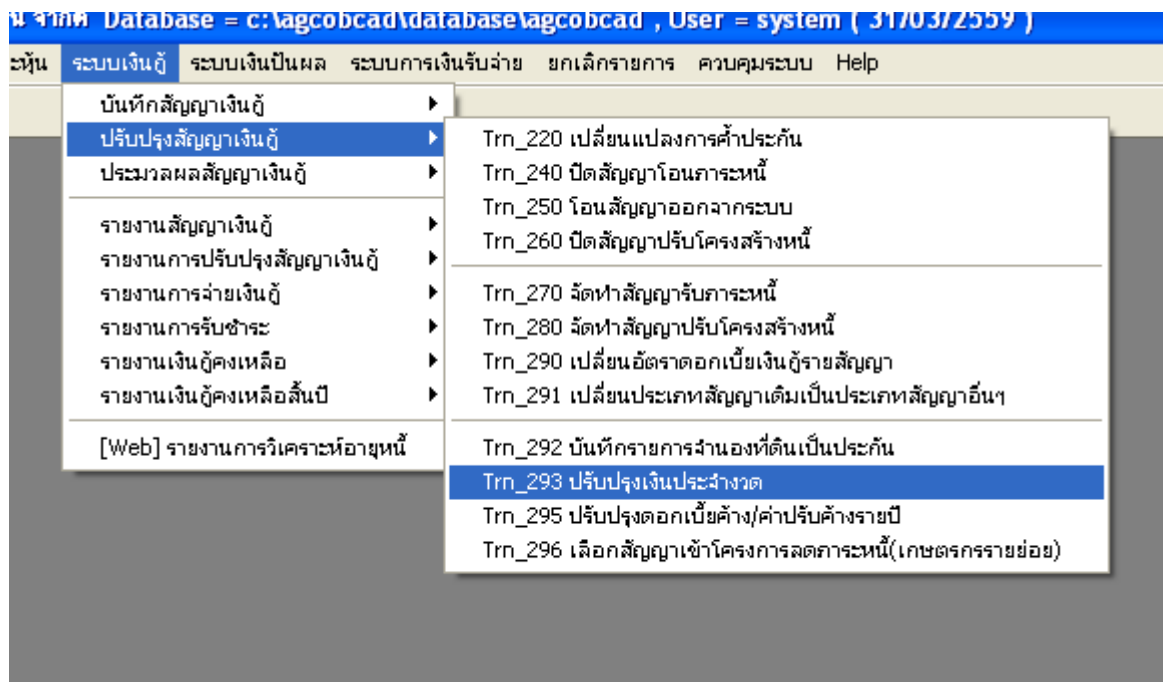 น จำกัด Database = c:\agcobcad\database\agcobcad , User = system ( 31/03/2559 )
ะหุ้น ระบบเงินกู้ ระบบเงินปันผล ระบบการเงินรับจ่าย ยกเลิกรายการ ควบคุมระบบ Help
บันทึกสัญญาเงินกู้
ปรับปรุงสัญญาเงินกู้
ประมวลผลสัญญาเงินกู้
รายงานสัญญาเงินกู้
รายงานการปรับปรุงสัญญาเงินกู้
รายงานการจ่ายเงินกู้
รายงานการรับชำระ
รายงานเงินกู้คงเหลือ
รายงานเงินกู้คงเหลือสิ้นปี
[Web] รายงานการวิเคราะห์อายุหนี้
Trn_220 เปลี่ยนแปลงการค้ำประกัน
Trn_240 ปิดสัญญาโอนภาระหนี้
Trn_250 โอนสัญญาออกจากระบบ
Trn_260 ปิดสัญญาปรับโครงสร้างหนี้
Trn_270 จัดทำสัญญารับภาระหนี้
Trn_280 จัดทำสัญญาปรับโครงสร้างหนี้
Trn_290 เปลี่ยนอัตราดอกเบี้ยเงินกู้รายสัญญา
Trn_291 เปลี่ยนประเภทสัญญาเดิมเป็นประเภทสัญญาอื่นๆ
Trn_292 บันทึกรายการจำนองที่ดินเป็นประกัน
Trn_293 ปรับปรุงเงินประจำงวด
Trn_295 ปรับปรุงดอกเบี้ยค้าง/ค่าปรับค้างรายปี
Trn_296 เลือกสัญญาเข้าโครงการลดภาระหนี้(เกษตรกรรายย่อย)